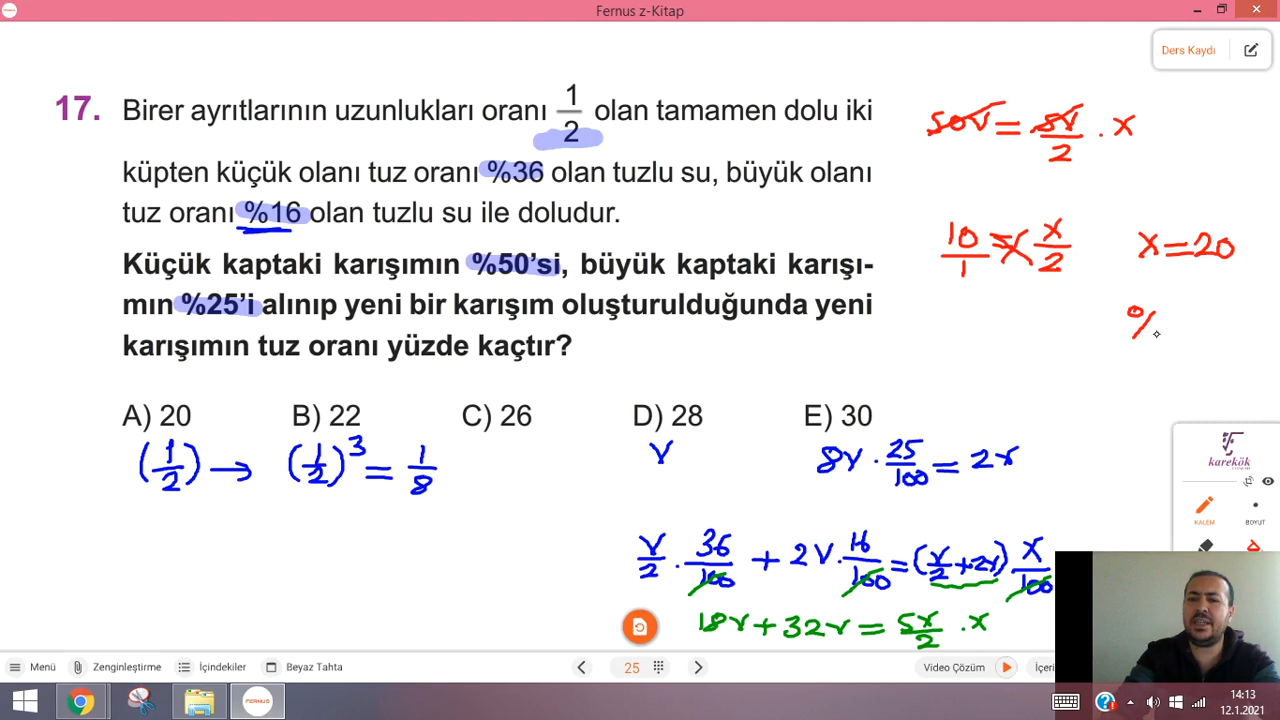 Fernus z-Kitap
Ders Kaydı
17. Birer ayrıtlarının uzunlukları oranı 1/2 olan tamamen dolu iki
küpten küçük olanı tuz oranı %36 olan tuzlu su, büyük olanı
tuz oranı %16 olan tuzlu su ile doludur.
Küçük kaptaki karışımın %50'si, büyük kaptaki karışı-
mın %25'i alınıp yeni bir karışım oluşturulduğunda yeni
karışımın tuz oranı yüzde kaçtır?
A) 20 B) 22 C) 26 D) 28 E) 30
50V = 5V/2 . x
10/1 = x/2 x = 20
%
(1/2) → (1/2)^3 = 1/8
V 8V . 25/100 = 2V
V/2 . 36/100 + 2V . 16/100 = (V/2 + 2V) x/100
18V + 32V = 5V/2 . x
karekök
KALEM BOYUT
Menü Zenginleştirme İçindekiler Beyaz Tahta 25 Video Çözüm İçeri
FERNUS
14:13
12.1.2021